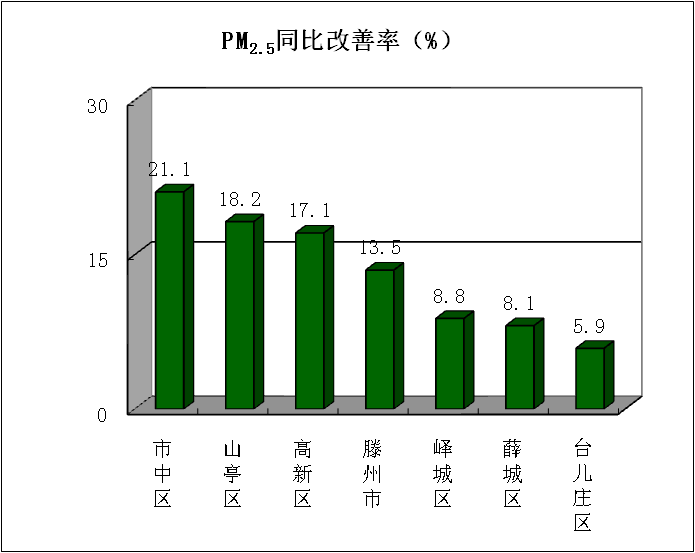 PM2.5同比改善率（%）
30
15
0
21.1
18.2
17.1
13.5
8.8
8.1
5.9
市中区
山亭区
高新区
滕州市
峄城区
薛城区
台儿庄区